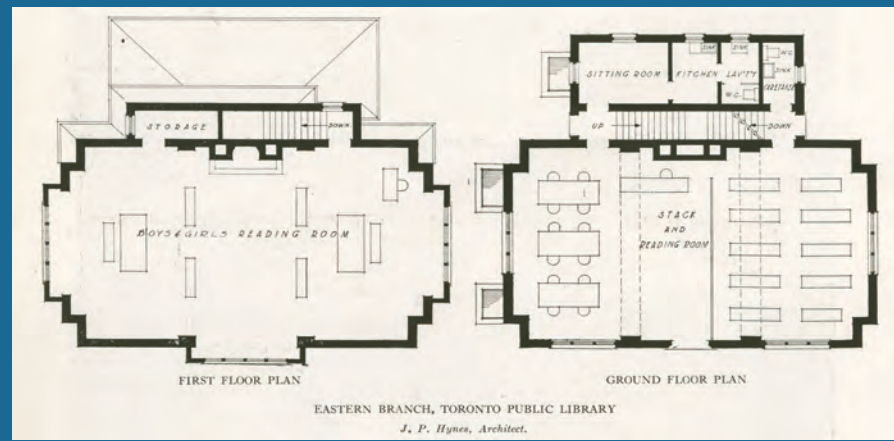 STORAGE
DOWN
BOYS & GIRLS READING ROOM
FIRST FLOOR PLAN
SITTING ROOM
KITCHEN
SINK
SINK
LAV'TY
W.C.
W.C.
SINK
CARETAKER
UP
DOWN
STACK
AND
READING ROOM
GROUND FLOOR PLAN
EASTERN BRANCH, TORONTO PUBLIC LIBRARY
J. P. Hynes, Architect.